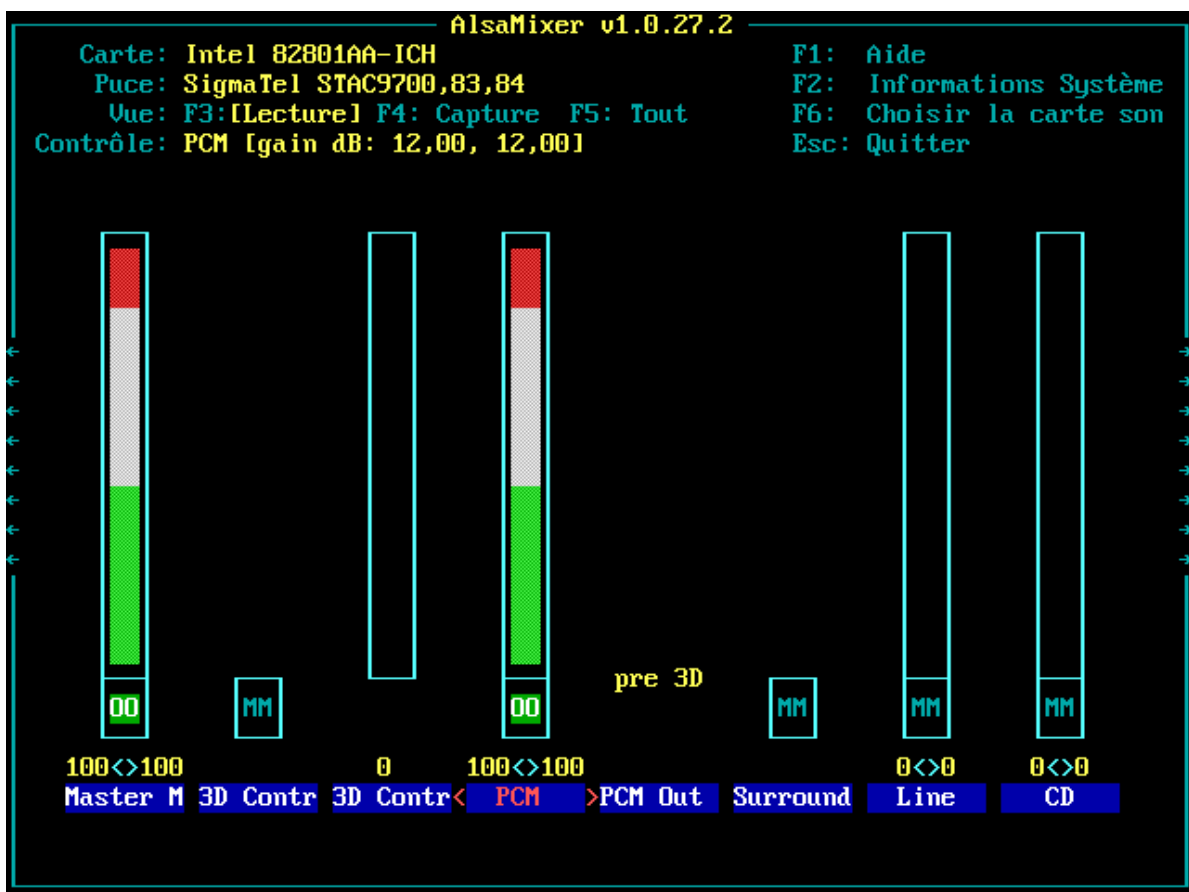 AlsaMixer v1.0.27.2
Carte: Intel 82801AA-ICH F1: Aide
Puce: SigmaTel STAC9700,83,84 F2: Informations Système
Vue: F3:[Lecture] F4: Capture F5: Tout F6: Choisir la carte son
Contrôle: PCM [gain dB: 12,00, 12,00] Esc: Quitter
pre 3D
OO MM OO MM MM MM
100<>100 0 100<>100 0<>0 0<>0
Master M 3D Contr 3D Contr< PCM >PCM Out Surround Line CD